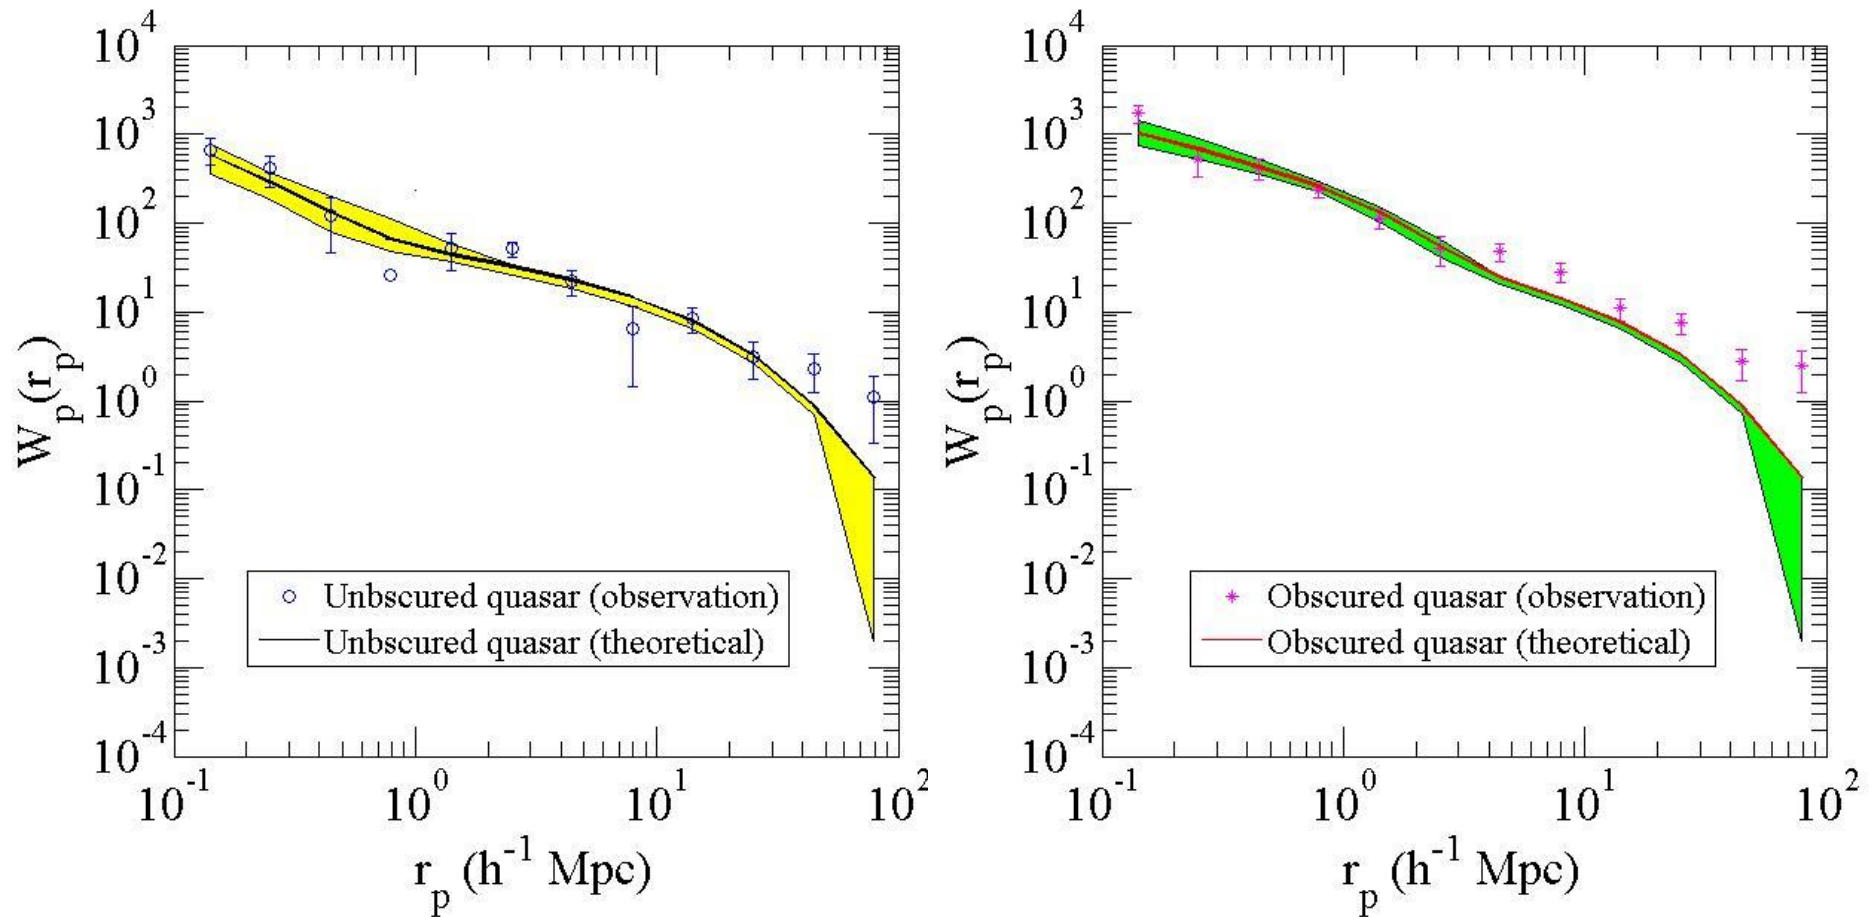 10^4
10^3
10^2
10^1
10^0
10^-1
10^-2
10^-3
10^-4
W_p(r_p)
Unbscured quasar (observation)
Unbscured quasar (theoretical)
10^-1 10^0 10^1 10^2
r_p (h^-1 Mpc)
10^4
10^3
10^2
10^1
10^0
10^-1
10^-2
10^-3
10^-4
W_p(r_p)
Obscured quasar (observation)
Obscured quasar (theoretical)
10^-1 10^0 10^1 10^2
r_p (h^-1 Mpc)